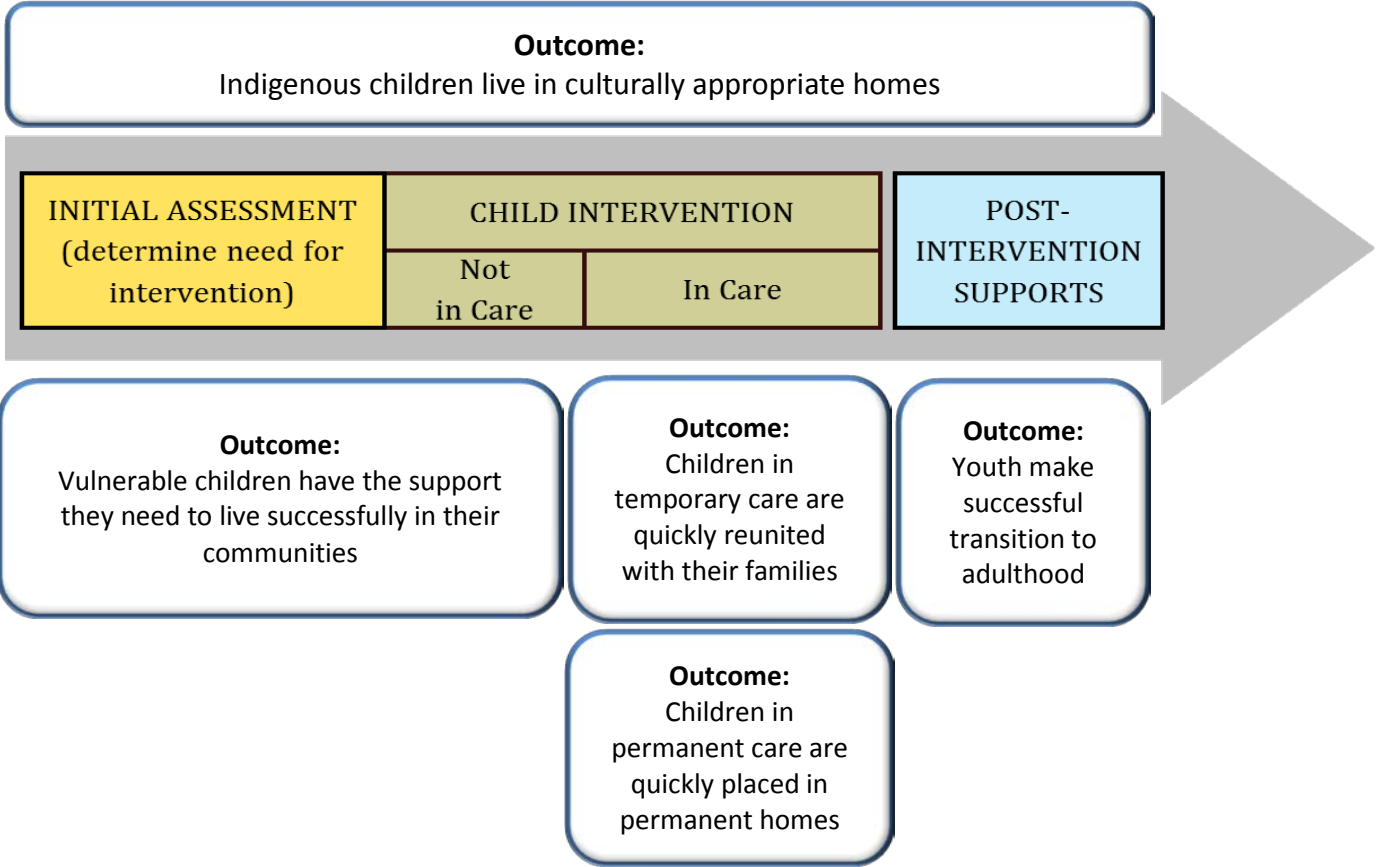 Outcome:
Indigenous children live in culturally appropriate homes
INITIAL ASSESSMENT
(determine need for
intervention)
CHILD INTERVENTION
Not
in Care
In Care
POST-
INTERVENTION
SUPPORTS
Outcome:
Vulnerable children have the support
they need to live successfully in their
communities
Outcome:
Children in
temporary care are
quickly reunited
with their families
Outcome:
Youth make
successful
transition to
adulthood
Outcome:
Children in
permanent care are
quickly placed in
permanent homes